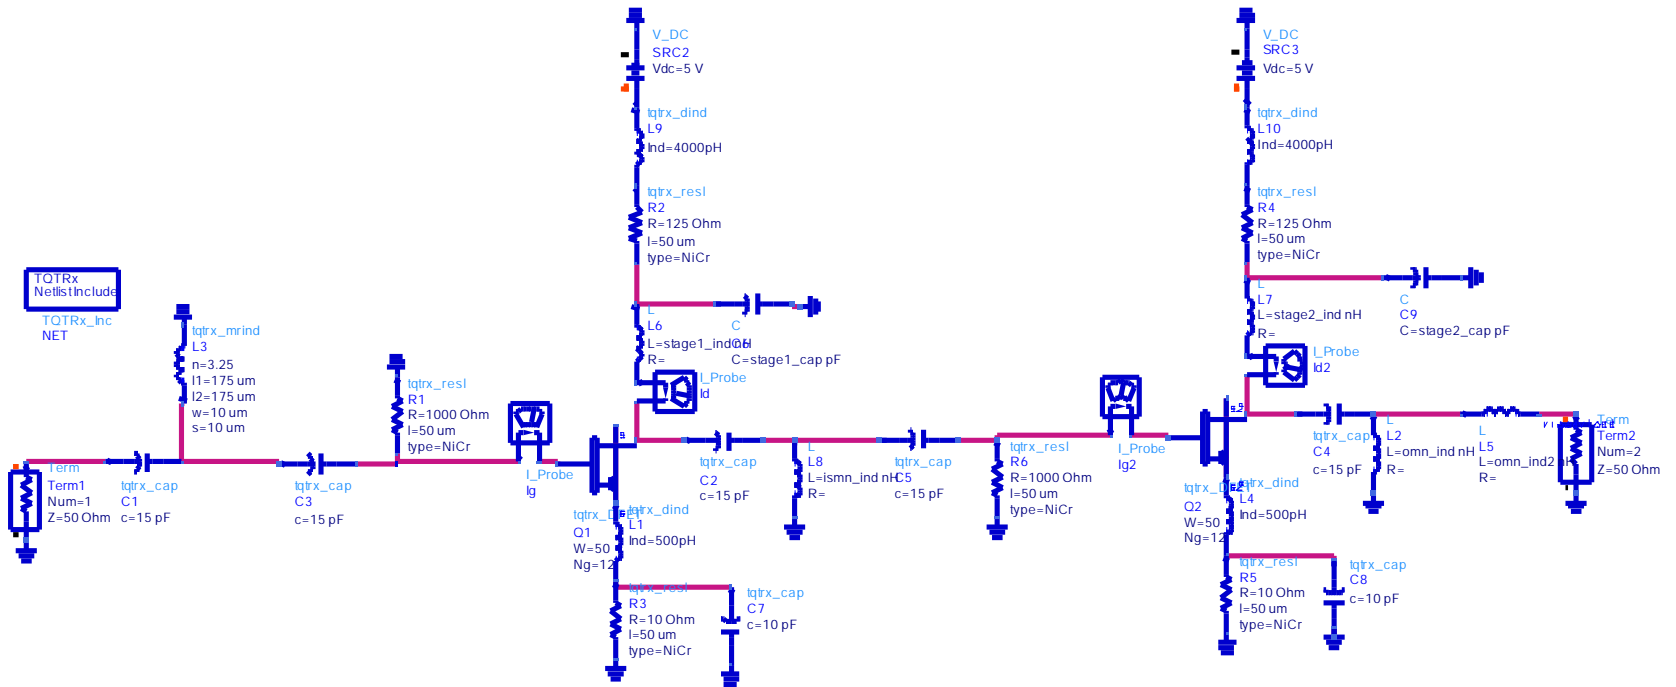 V_DC
SRC2
Vdc=5 V
V_DC
SRC3
Vdc=5 V
tqtrx_dind
L9
Ind=4000pH
tqtrx_dind
L10
Ind=4000pH
tqtrx_resl
R2
R=125 Ohm
l=50 um
type=NiCr
tqtrx_resl
R4
R=125 Ohm
l=50 um
type=NiCr
TQTRx
NetlistInclude
TQTRx_Inc
NET
tqtrx_mrind
L3
n=3.25
l1=175 um
l2=175 um
w=10 um
s=10 um
L
L6
L=stage1_ind nH
R=
C
C6
C=stage1_cap pF
L
L7
L=stage2_ind nH
R=
C
C9
C=stage2_cap pF
I_Probe
Id
I_Probe
Id2
tqtrx_resl
R1
R=1000 Ohm
l=50 um
type=NiCr
Term
Term1
Num=1
Z=50 Ohm
tqtrx_cap
C1
c=15 pF
tqtrx_cap
C3
c=15 pF
I_Probe
Ig
tqtrx_cap
C2
c=15 pF
L
L8
L=ismn_ind nH
R=
tqtrx_cap
C5
c=15 pF
tqtrx_resl
R6
R=1000 Ohm
l=50 um
type=NiCr
I_Probe
Ig2
tqtrx_cap
C4
c=15 pF
L
L2
L=omn_ind nH
R=
L
L5
L=omn_ind2 nH
R=
Term
Term2
Num=2
Z=50 Ohm
Q1
W=50
Ng=12
tqtrx_dind
L1
Ind=500pH
Q2
W=50
Ng=12
tqtrx_dind
L4
Ind=500pH
tqtrx_resl
R3
R=10 Ohm
l=50 um
type=NiCr
tqtrx_cap
C7
c=10 pF
tqtrx_resl
R5
R=10 Ohm
l=50 um
type=NiCr
tqtrx_cap
C8
c=10 pF